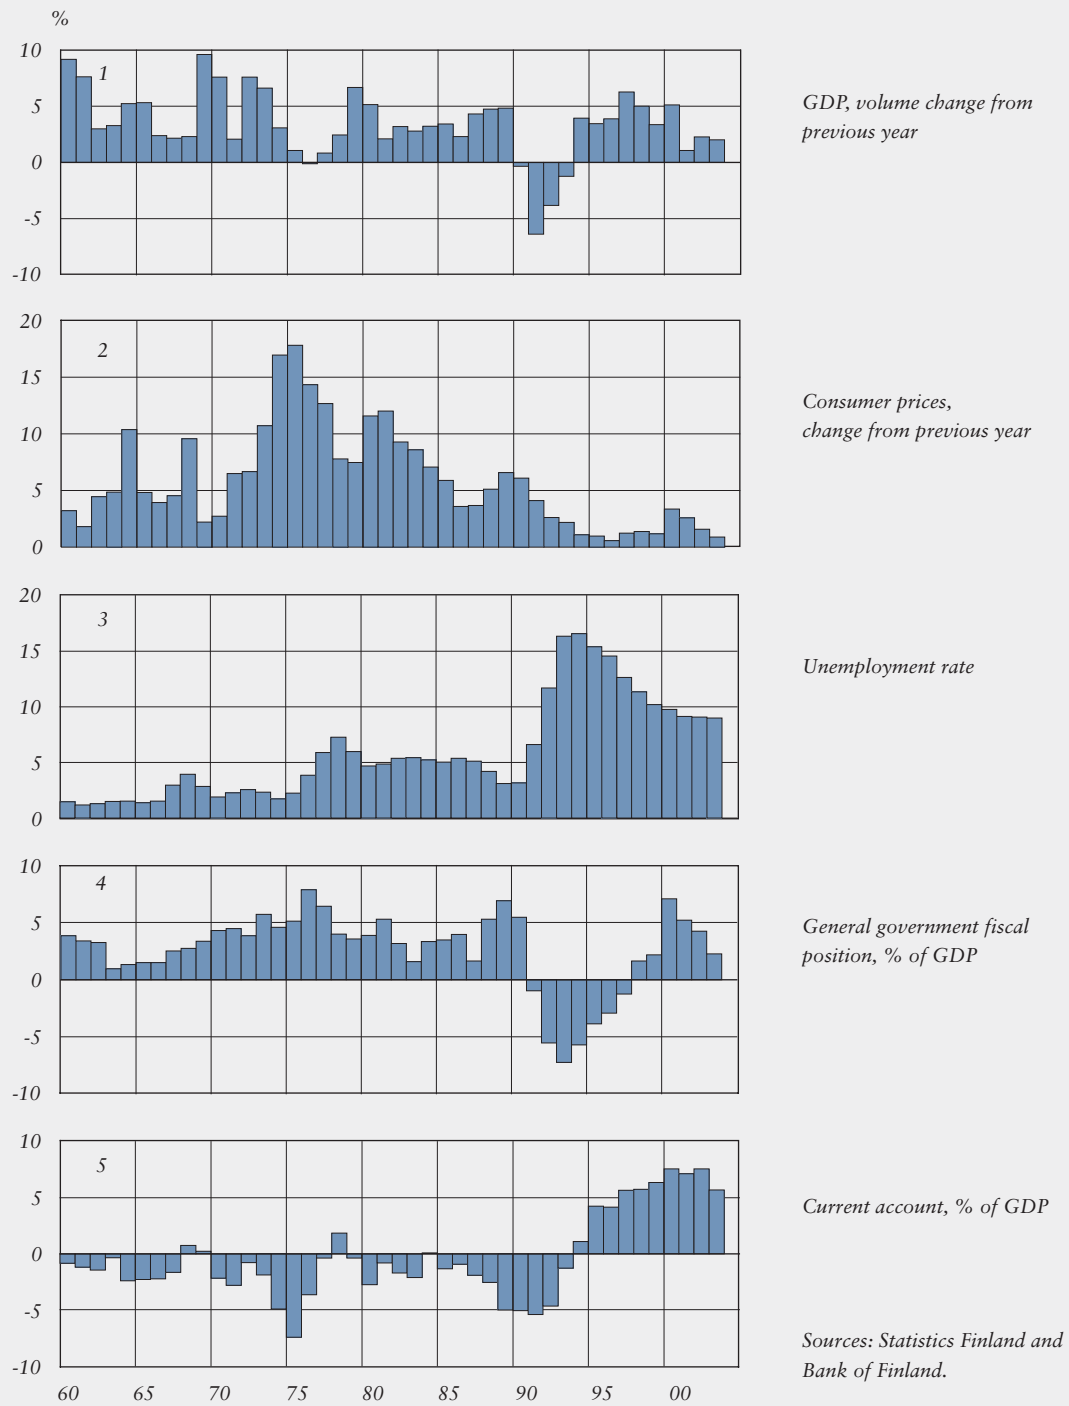 %
10
5
0
-5
-10
1
GDP, volume change from
previous year
20
15
10
5
0
2
Consumer prices,
change from previous year
20
15
10
5
0
3
Unemployment rate
10
5
0
-5
-10
4
General government fiscal
position, % of GDP
10
5
0
-5
-10
5
Current account, % of GDP
60 65 70 75 80 85 90 95 00
Sources: Statistics Finland and
Bank of Finland.